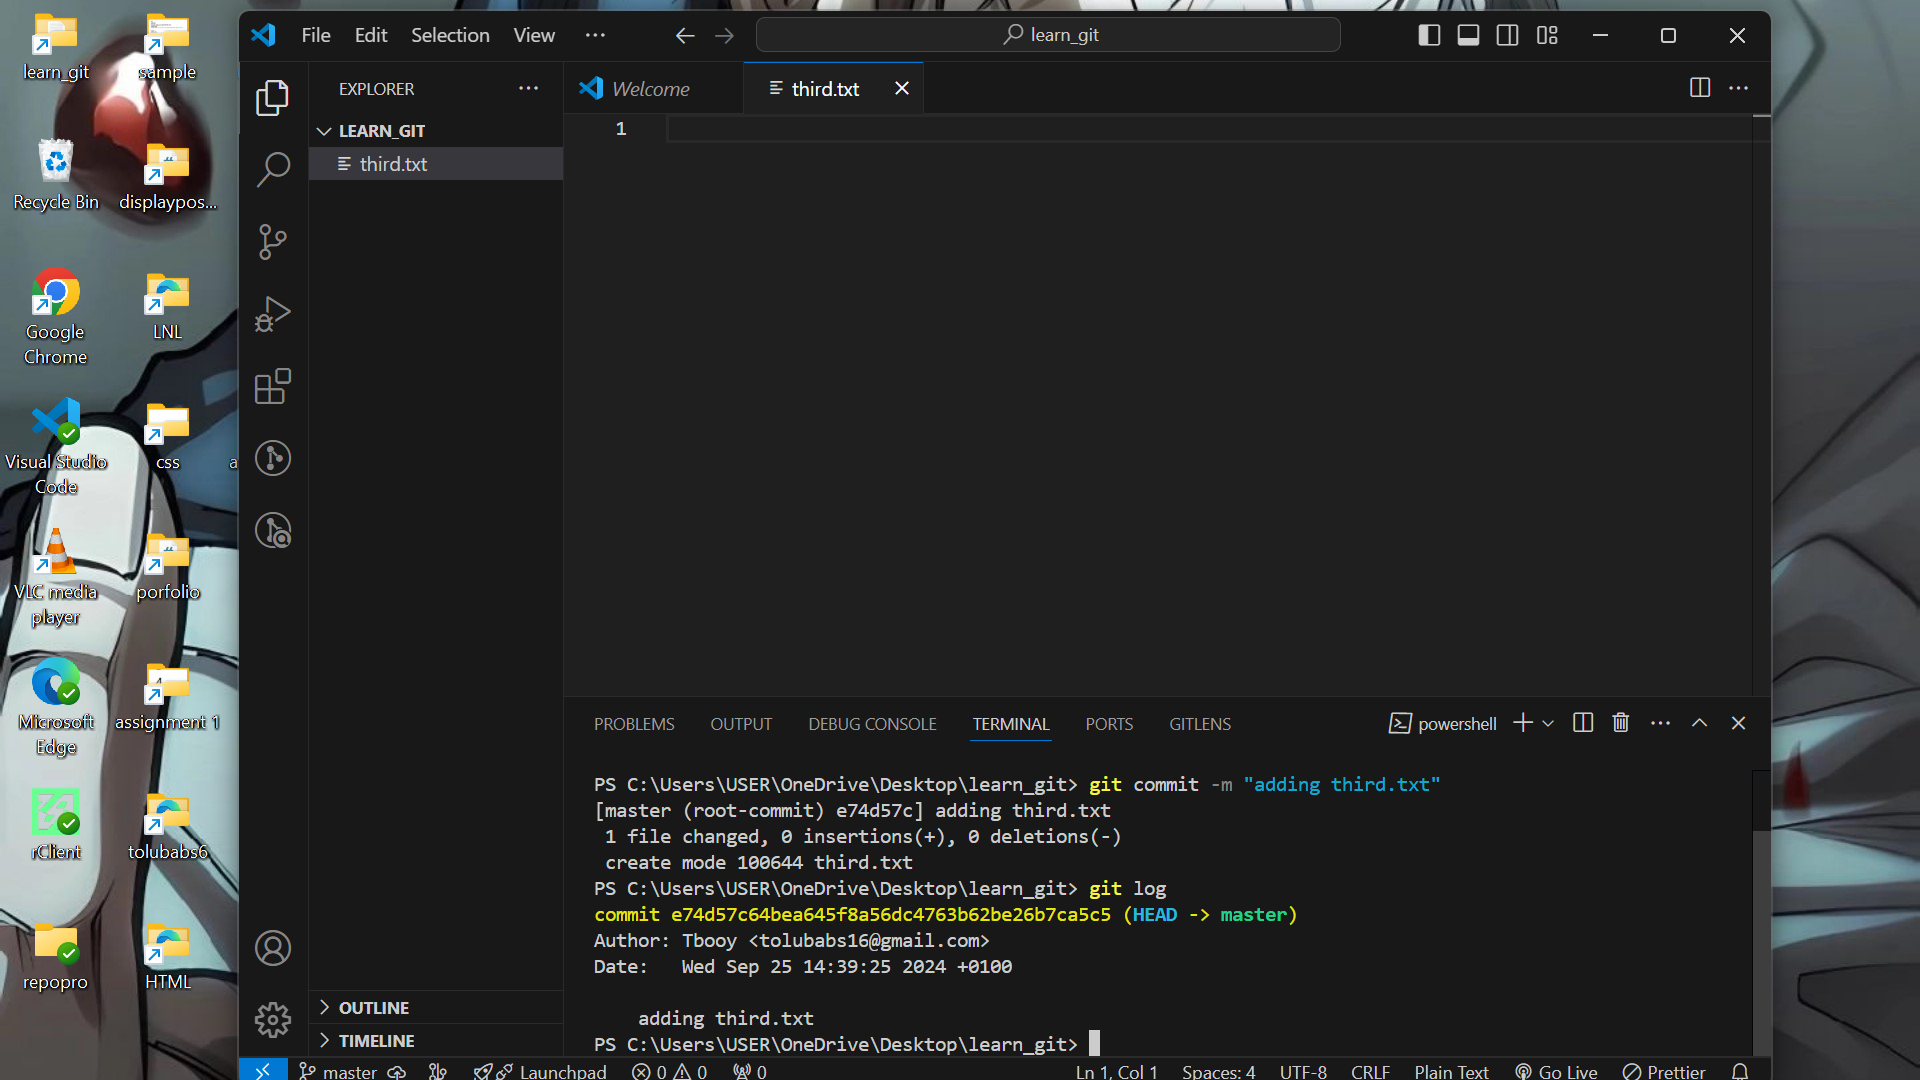 learn_git
sample
Recycle Bin
displaypos...
Google
Chrome
LNL
Visual Studio
Code
css
a
VLC media
player
porfolio
Microsoft
Edge
assignment 1
rClient
tolubabs6
repopro
HTML
File Edit Selection View ···
learn_git
EXPLORER
LEARN_GIT
third.txt
OUTLINE
TIMELINE
Welcome
third.txt
1
PROBLEMS OUTPUT DEBUG CONSOLE TERMINAL PORTS GITLENS
powershell
PS C:\Users\USER\OneDrive\Desktop\learn_git> git commit -m "adding third.txt"
[master (root-commit) e74d57c] adding third.txt
1 file changed, 0 insertions(+), 0 deletions(-)
create mode 100644 third.txt
PS C:\Users\USER\OneDrive\Desktop\learn_git> git log
commit e74d57c64bea645f8a56dc4763b62be26b7ca5c5 (HEAD -> master)
Author: Tbooy <tolubabs16@gmail.com>
Date:   Wed Sep 25 14:39:25 2024 +0100
adding third.txt
PS C:\Users\USER\OneDrive\Desktop\learn_git>
master Launchpad 0 0 0 Ln 1, Col 1 Spaces: 4 UTF-8 CRLF Plain Text Go Live Prettier